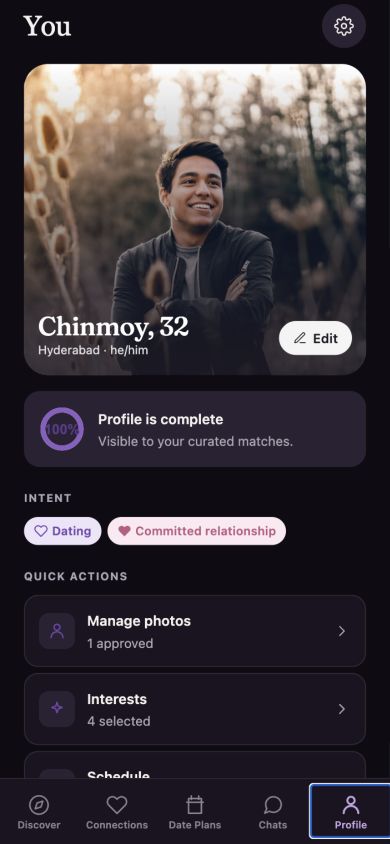 You
Chinmoy, 32
Hyderabad · he/him
Edit
100%
Profile is complete
Visible to your curated matches.
INTENT
Dating
Committed relationship
QUICK ACTIONS
Manage photos
1 approved
Interests
4 selected
Schedule
Discover
Connections
Date Plans
Chats
Profile